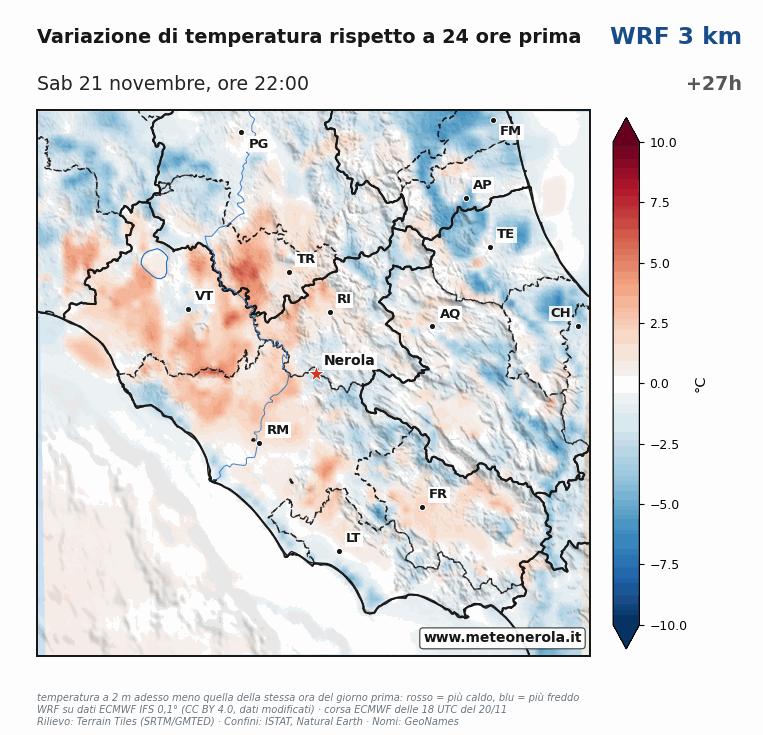 Variazione di temperatura rispetto a 24 ore prima
WRF 3 km
Sab 21 novembre, ore 22:00
+27h
PG
FM
AP
TE
TR
VT
RI
AQ
CH
Nerola
RM
FR
LT
www.meteonerola.it
10.0
7.5
5.0
2.5
0.0
−2.5
−5.0
−7.5
−10.0
°C
temperatura a 2 m adesso meno quella della stessa ora del giorno prima: rosso = più caldo, blu = più freddo
WRF su dati ECMWF IFS 0,1° (CC BY 4.0, dati modificati) · corsa ECMWF delle 18 UTC del 20/11
Rilievo: Terrain Tiles (SRTM/GMTED) · Confini: ISTAT, Natural Earth · Nomi: GeoNames